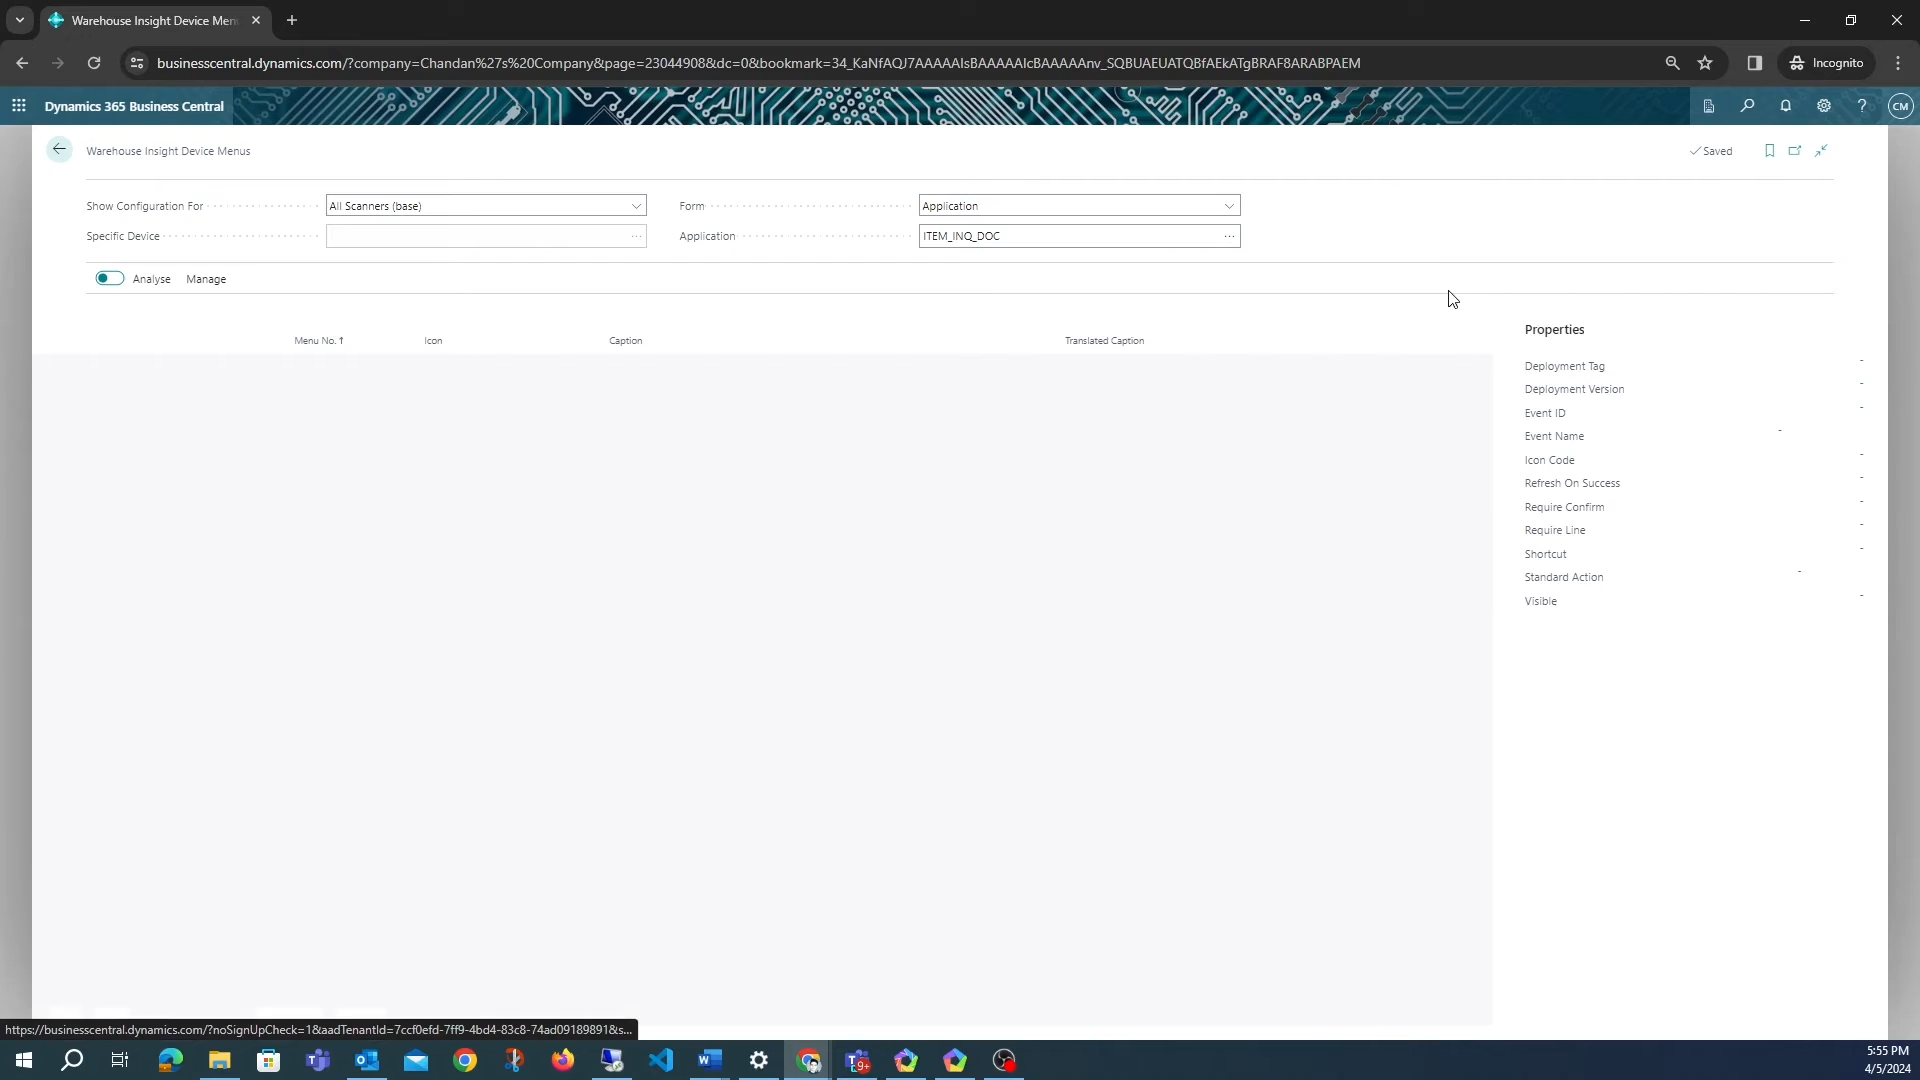 Warehouse Insight Device Men
businesscentral.dynamics.com/?company=Chandan%27s%20Company&page=23044908&dc=0&bookmark=34_KaNfAQJ7AAAAAIsBAAAAAIcBAAAAAnv_SQBUAEUATQBfAEkATgBRAF8ARABPAEM
Incognito
Dynamics 365 Business Central
CM
Warehouse Insight Device Menus
Saved
Show Configuration For All Scanners (base) Form Application
Specific Device Application ITEM_INQ_DOC
Analyse Manage
Menu No. ↑ Icon Caption Translated Caption
Properties
Deployment Tag -
Deployment Version -
Event ID -
Event Name -
Icon Code -
Refresh On Success -
Require Confirm -
Require Line -
Shortcut -
Standard Action -
Visible -
https://businesscentral.dynamics.com/?noSignUpCheck=1&aadTenantId=7ccf0efd-7ff9-4bd4-83c8-74ad09189891&s...
9+
5:55 PM
4/5/2024